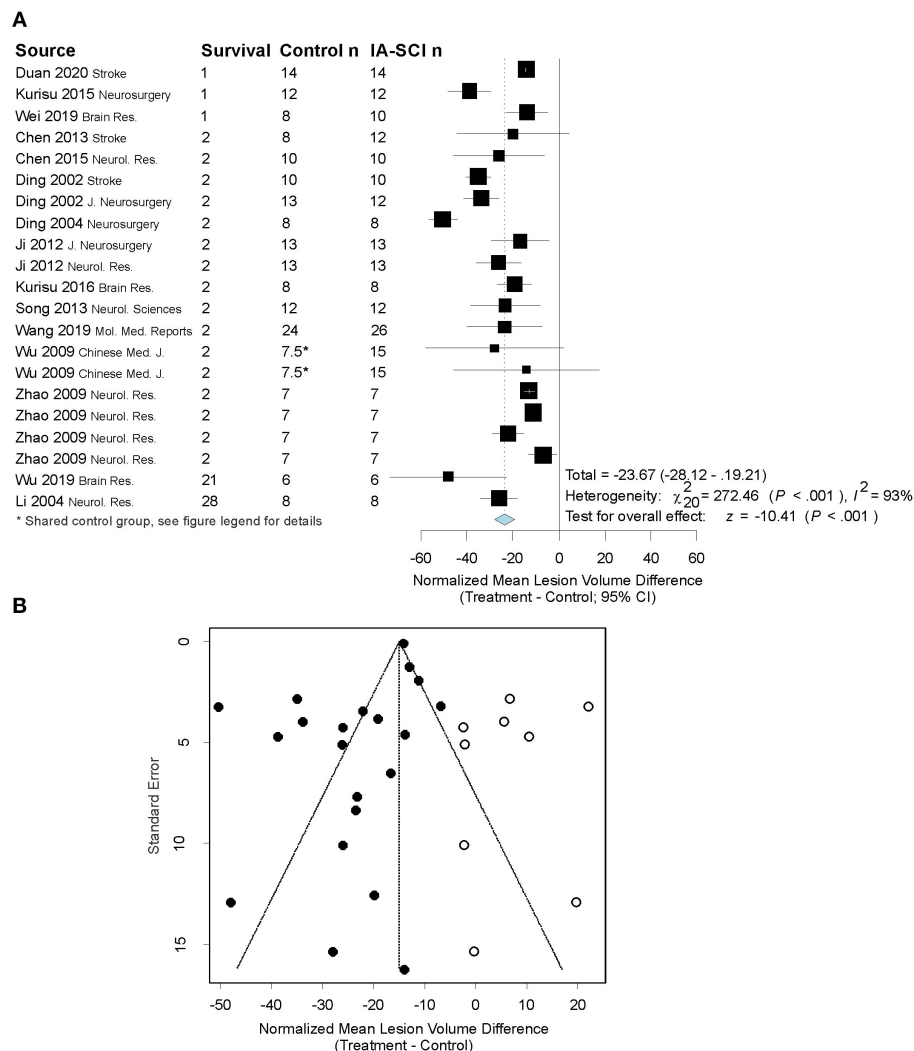 A
Source Survival Control n IA-SCI n
Duan 2020 Stroke 1 14 14
Kurisu 2015 Neurosurgery 1 12 12
Wei 2019 Brain Res. 1 8 10
Chen 2013 Stroke 2 8 12
Chen 2015 Neurol. Res. 2 10 10
Ding 2002 Stroke 2 10 10
Ding 2002 J. Neurosurgery 2 13 12
Ding 2004 Neurosurgery 2 8 8
Ji 2012 J. Neurosurgery 2 13 13
Ji 2012 Neurol. Res. 2 13 13
Kurisu 2016 Brain Res. 2 8 8
Song 2013 Neurol. Sciences 2 12 12
Wang 2019 Mol. Med. Reports 2 24 26
Wu 2009 Chinese Med. J. 2 7.5* 15
Wu 2009 Chinese Med. J. 2 7.5* 15
Zhao 2009 Neurol. Res. 2 7 7
Zhao 2009 Neurol. Res. 2 7 7
Zhao 2009 Neurol. Res. 2 7 7
Zhao 2009 Neurol. Res. 2 7 7
Wu 2019 Brain Res. 21 6 6
Li 2004 Neurol. Res. 28 8 8
* Shared control group, see figure legend for details
Total = -23.67 (-28.12 - .19.21)
Heterogeneity: χ²₂₀ = 272.46 (P < .001), I² = 93%
Test for overall effect: z = -10.41 (P < .001)
-60 -40 -20 0 20 40 60
Normalized Mean Lesion Volume Difference
(Treatment - Control; 95% CI)
B
Standard Error
0
5
10
15
-50 -40 -30 -20 -10 0 10 20
Normalized Mean Lesion Volume Difference
(Treatment - Control)